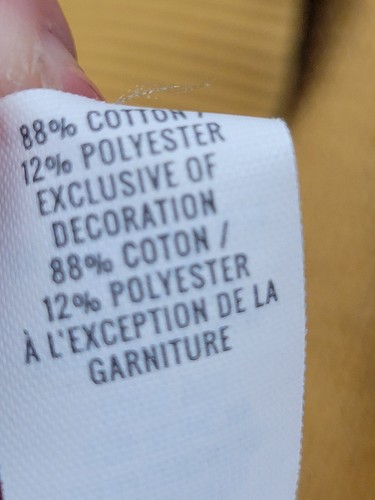 88% COTTON /
12% POLYESTER
EXCLUSIVE OF
DECORATION
88% COTON /
12% POLYESTER
À L'EXCEPTION DE LA
GARNITURE